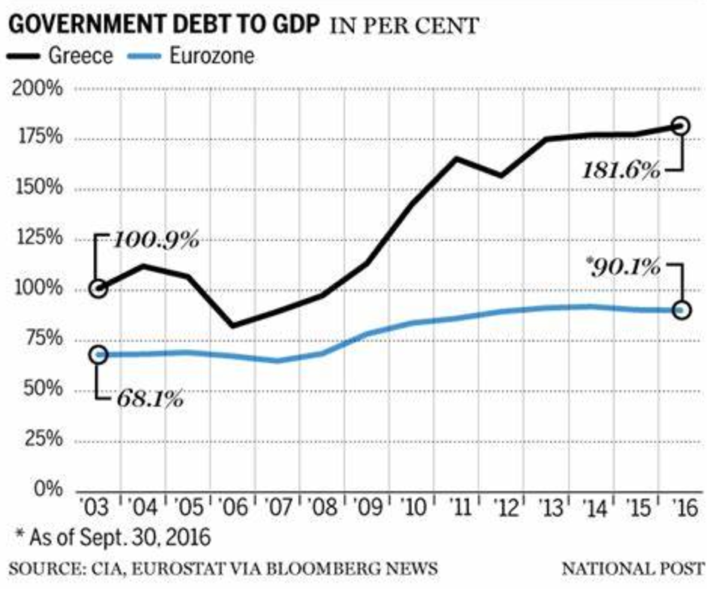 GOVERNMENT DEBT TO GDP IN PER CENT
Greece Eurozone
200%
175%
181.6%
150%
125%
100.9%
*90.1%
100%
75%
50%
68.1%
25%
0%
'03 '04 '05 '06 '07 '08 '09 '10 '11 '12 '13 '14 '15 '16
* As of Sept. 30, 2016
SOURCE: CIA, EUROSTAT VIA BLOOMBERG NEWS NATIONAL POST